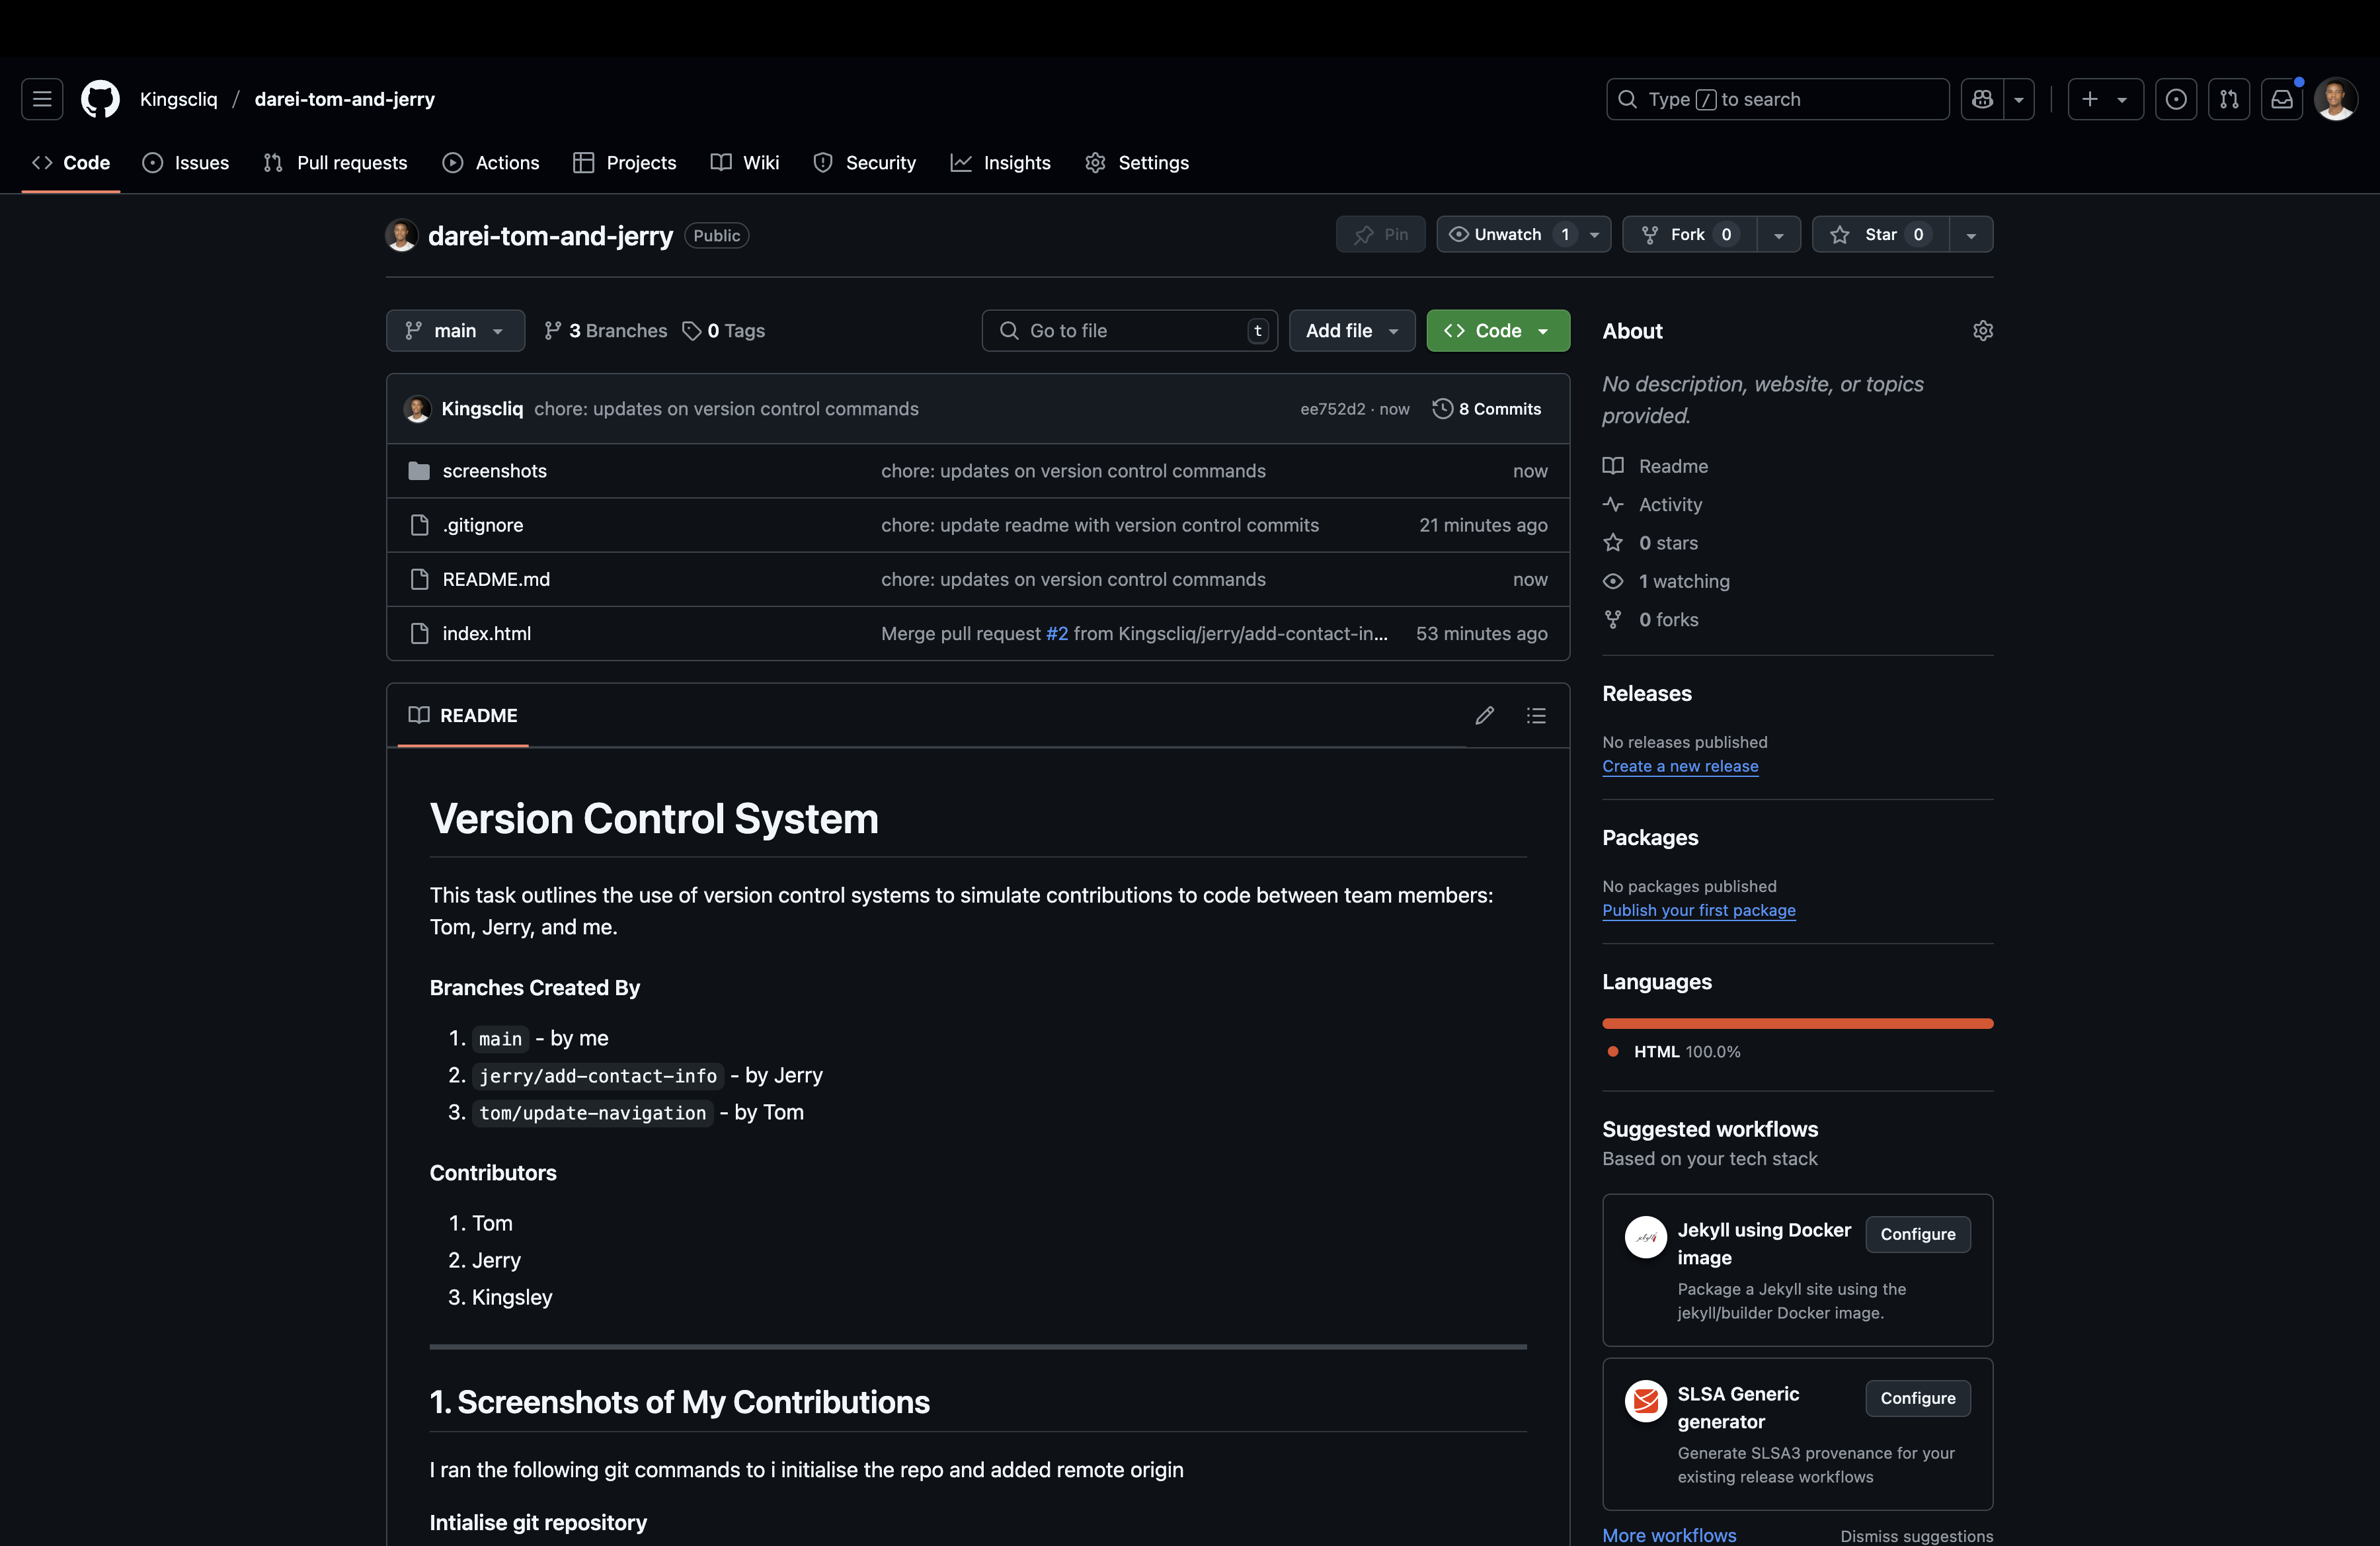 Kingscliq / darei-tom-and-jerry
Type / to search
Code Issues Pull requests Actions Projects Wiki Security Insights Settings
darei-tom-and-jerry Public
Pin Unwatch 1 Fork 0 Star 0
main 3 Branches 0 Tags
Go to file t Add file Code
Kingscliq chore: updates on version control commands ee752d2 · now 8 Commits
screenshots chore: updates on version control commands now
.gitignore chore: update readme with version control commits 21 minutes ago
README.md chore: updates on version control commands now
index.html Merge pull request #2 from Kingscliq/jerry/add-contact-in... 53 minutes ago
README
Version Control System
This task outlines the use of version control systems to simulate contributions to code between team members:
Tom, Jerry, and me.
Branches Created By
1. main - by me
2. jerry/add-contact-info - by Jerry
3. tom/update-navigation - by Tom
Contributors
1. Tom
2. Jerry
3. Kingsley
1. Screenshots of My Contributions
I ran the following git commands to i initialise the repo and added remote origin
Intialise git repository
About
No description, website, or topics
provided.
Readme
Activity
0 stars
1 watching
0 forks
Releases
No releases published
Create a new release
Packages
No packages published
Publish your first package
Languages
HTML 100.0%
Suggested workflows
Based on your tech stack
Jekyll using Docker
image
Configure
Package a Jekyll site using the
jekyll/builder Docker image.
SLSA Generic
generator
Configure
Generate SLSA3 provenance for your
existing release workflows
More workflows Dismiss suggestions